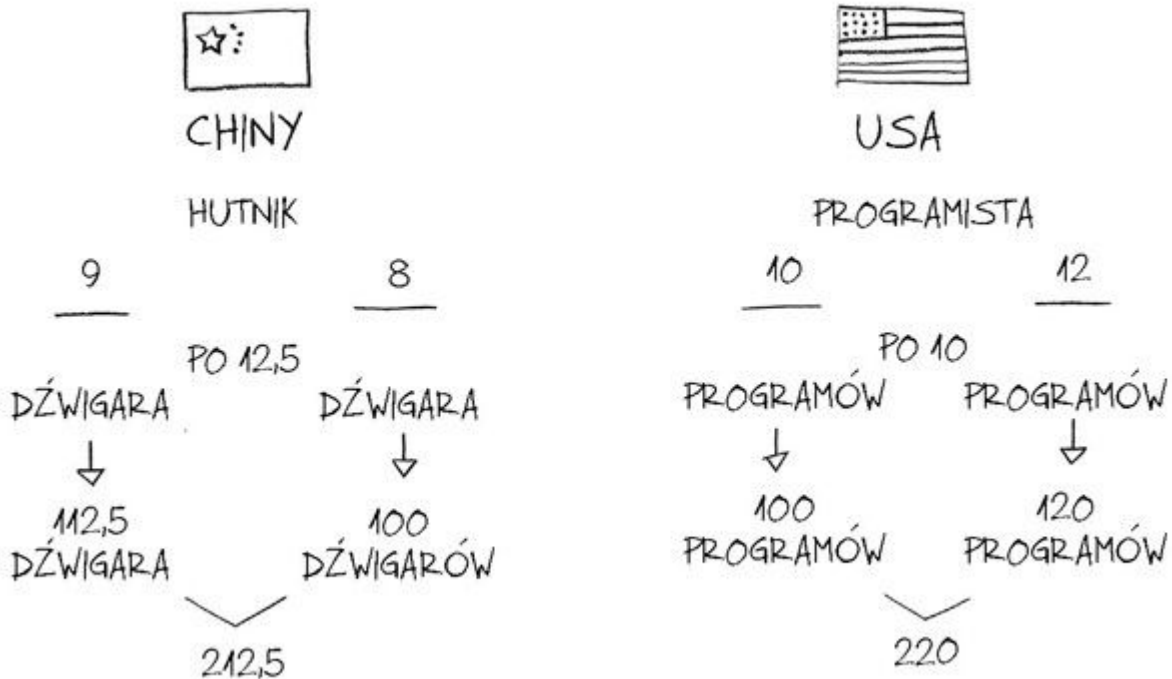 CHINY
HUTNIK
9 8
PO 12,5
DŹWIGARA DŹWIGARA
112,5 100
DŹWIGARA DŹWIGARÓW
212,5
USA
PROGRAMISTA
10 12
PO 10
PROGRAMÓW PROGRAMÓW
100 120
PROGRAMÓW PROGRAMÓW
220